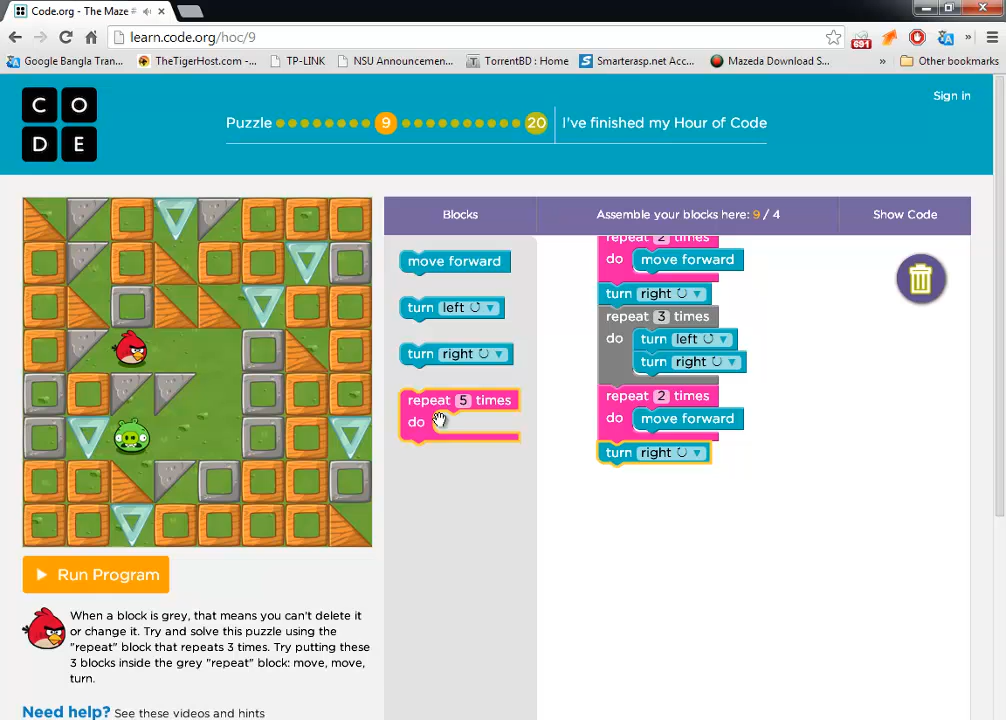 Code.org - The Maze #
learn.code.org/hoc/9
691
Google Bangla Tran...
TheTigerHost.com -...
TP-LINK
NSU Announcemen...
TorrentBD : Home
Smarterasp.net Acc...
Mazeda Download S...
»
Other bookmarks
C O
D E
Puzzle 9 20 I've finished my Hour of Code
Sign in
Blocks
Assemble your blocks here: 9 / 4
Show Code
move forward
turn left
turn right
repeat 5 times
do
repeat 2 times
do move forward
turn right
repeat 3 times
do turn left
turn right
repeat 2 times
do move forward
turn right
Run Program
When a block is grey, that means you can't delete it
or change it. Try and solve this puzzle using the
"repeat" block that repeats 3 times. Try putting these
3 blocks inside the grey "repeat" block: move, move,
turn.
Need help? See these videos and hints